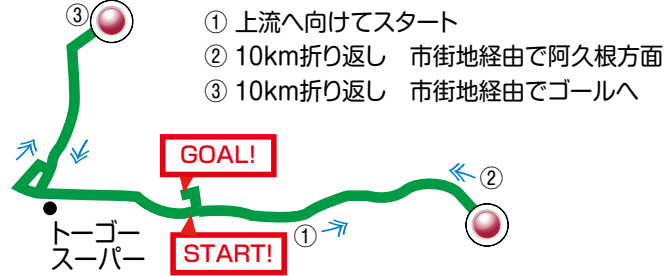 ③
① 上流へ向けてスタート
② 10km折り返し　市街地経由で阿久根方面
③ 10km折り返し　市街地経由でゴールへ
GOAL!
②
トーゴー
スーパー
START!
①